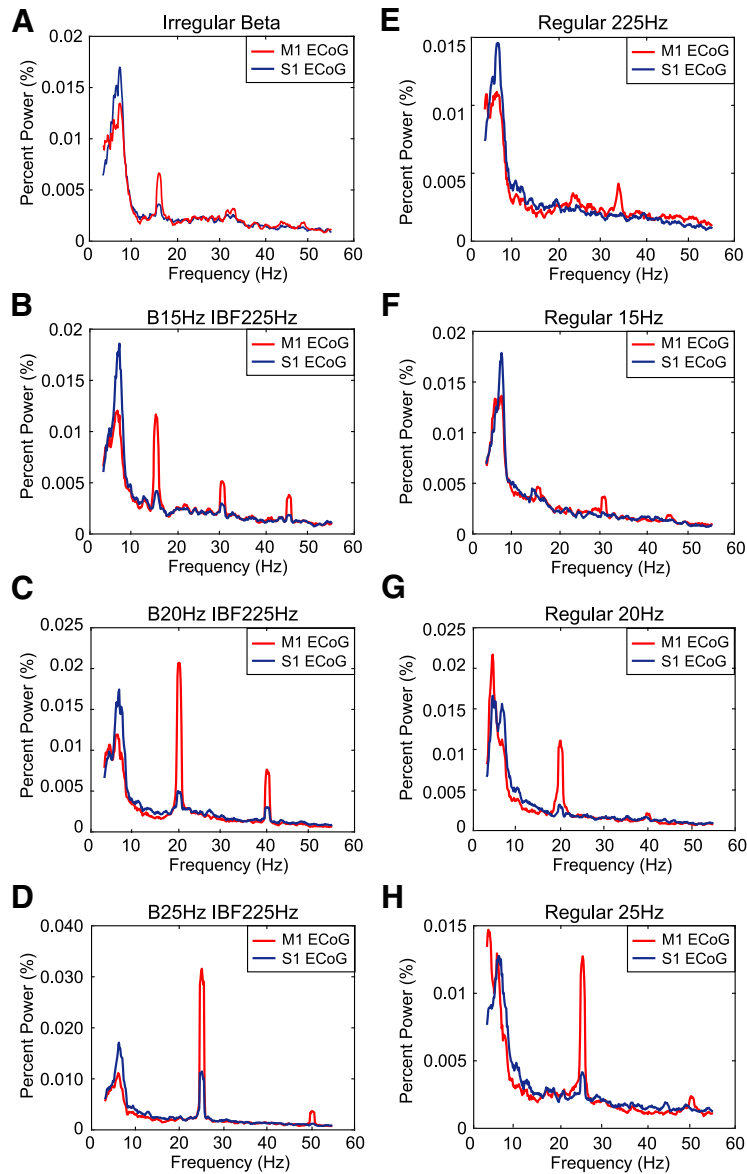 A
Irregular Beta
0.02
0.015
0.01
0.005
0
Percent Power (%)
M1 ECoG
S1 ECoG
0 10 20 30 40 50 60
Frequency (Hz)
B
B15Hz IBF225Hz
0.02
0.015
0.01
0.005
0
Percent Power (%)
M1 ECoG
S1 ECoG
0 10 20 30 40 50 60
Frequency (Hz)
C
B20Hz IBF225Hz
0.025
0.02
0.015
0.01
0.005
0
Percent Power (%)
M1 ECoG
S1 ECoG
0 10 20 30 40 50 60
Frequency (Hz)
D
B25Hz IBF225Hz
0.040
0.030
0.020
0.010
0
Percent Power (%)
M1 ECoG
S1 ECoG
0 10 20 30 40 50 60
Frequency (Hz)
E
Regular 225Hz
0.015
0.01
0.005
0
Percent Power (%)
M1 ECoG
S1 ECoG
0 10 20 30 40 50 60
Frequency (Hz)
F
Regular 15Hz
0.02
0.015
0.01
0.005
0
Percent Power (%)
M1 ECoG
S1 ECoG
0 10 20 30 40 50 60
Frequency (Hz)
G
Regular 20Hz
0.025
0.02
0.015
0.01
0.005
0
Percent Power (%)
M1 ECoG
S1 ECoG
0 10 20 30 40 50 60
Frequency (Hz)
H
Regular 25Hz
0.015
0.01
0.005
0
Percent Power (%)
M1 ECoG
S1 ECoG
0 10 20 30 40 50 60
Frequency (Hz)